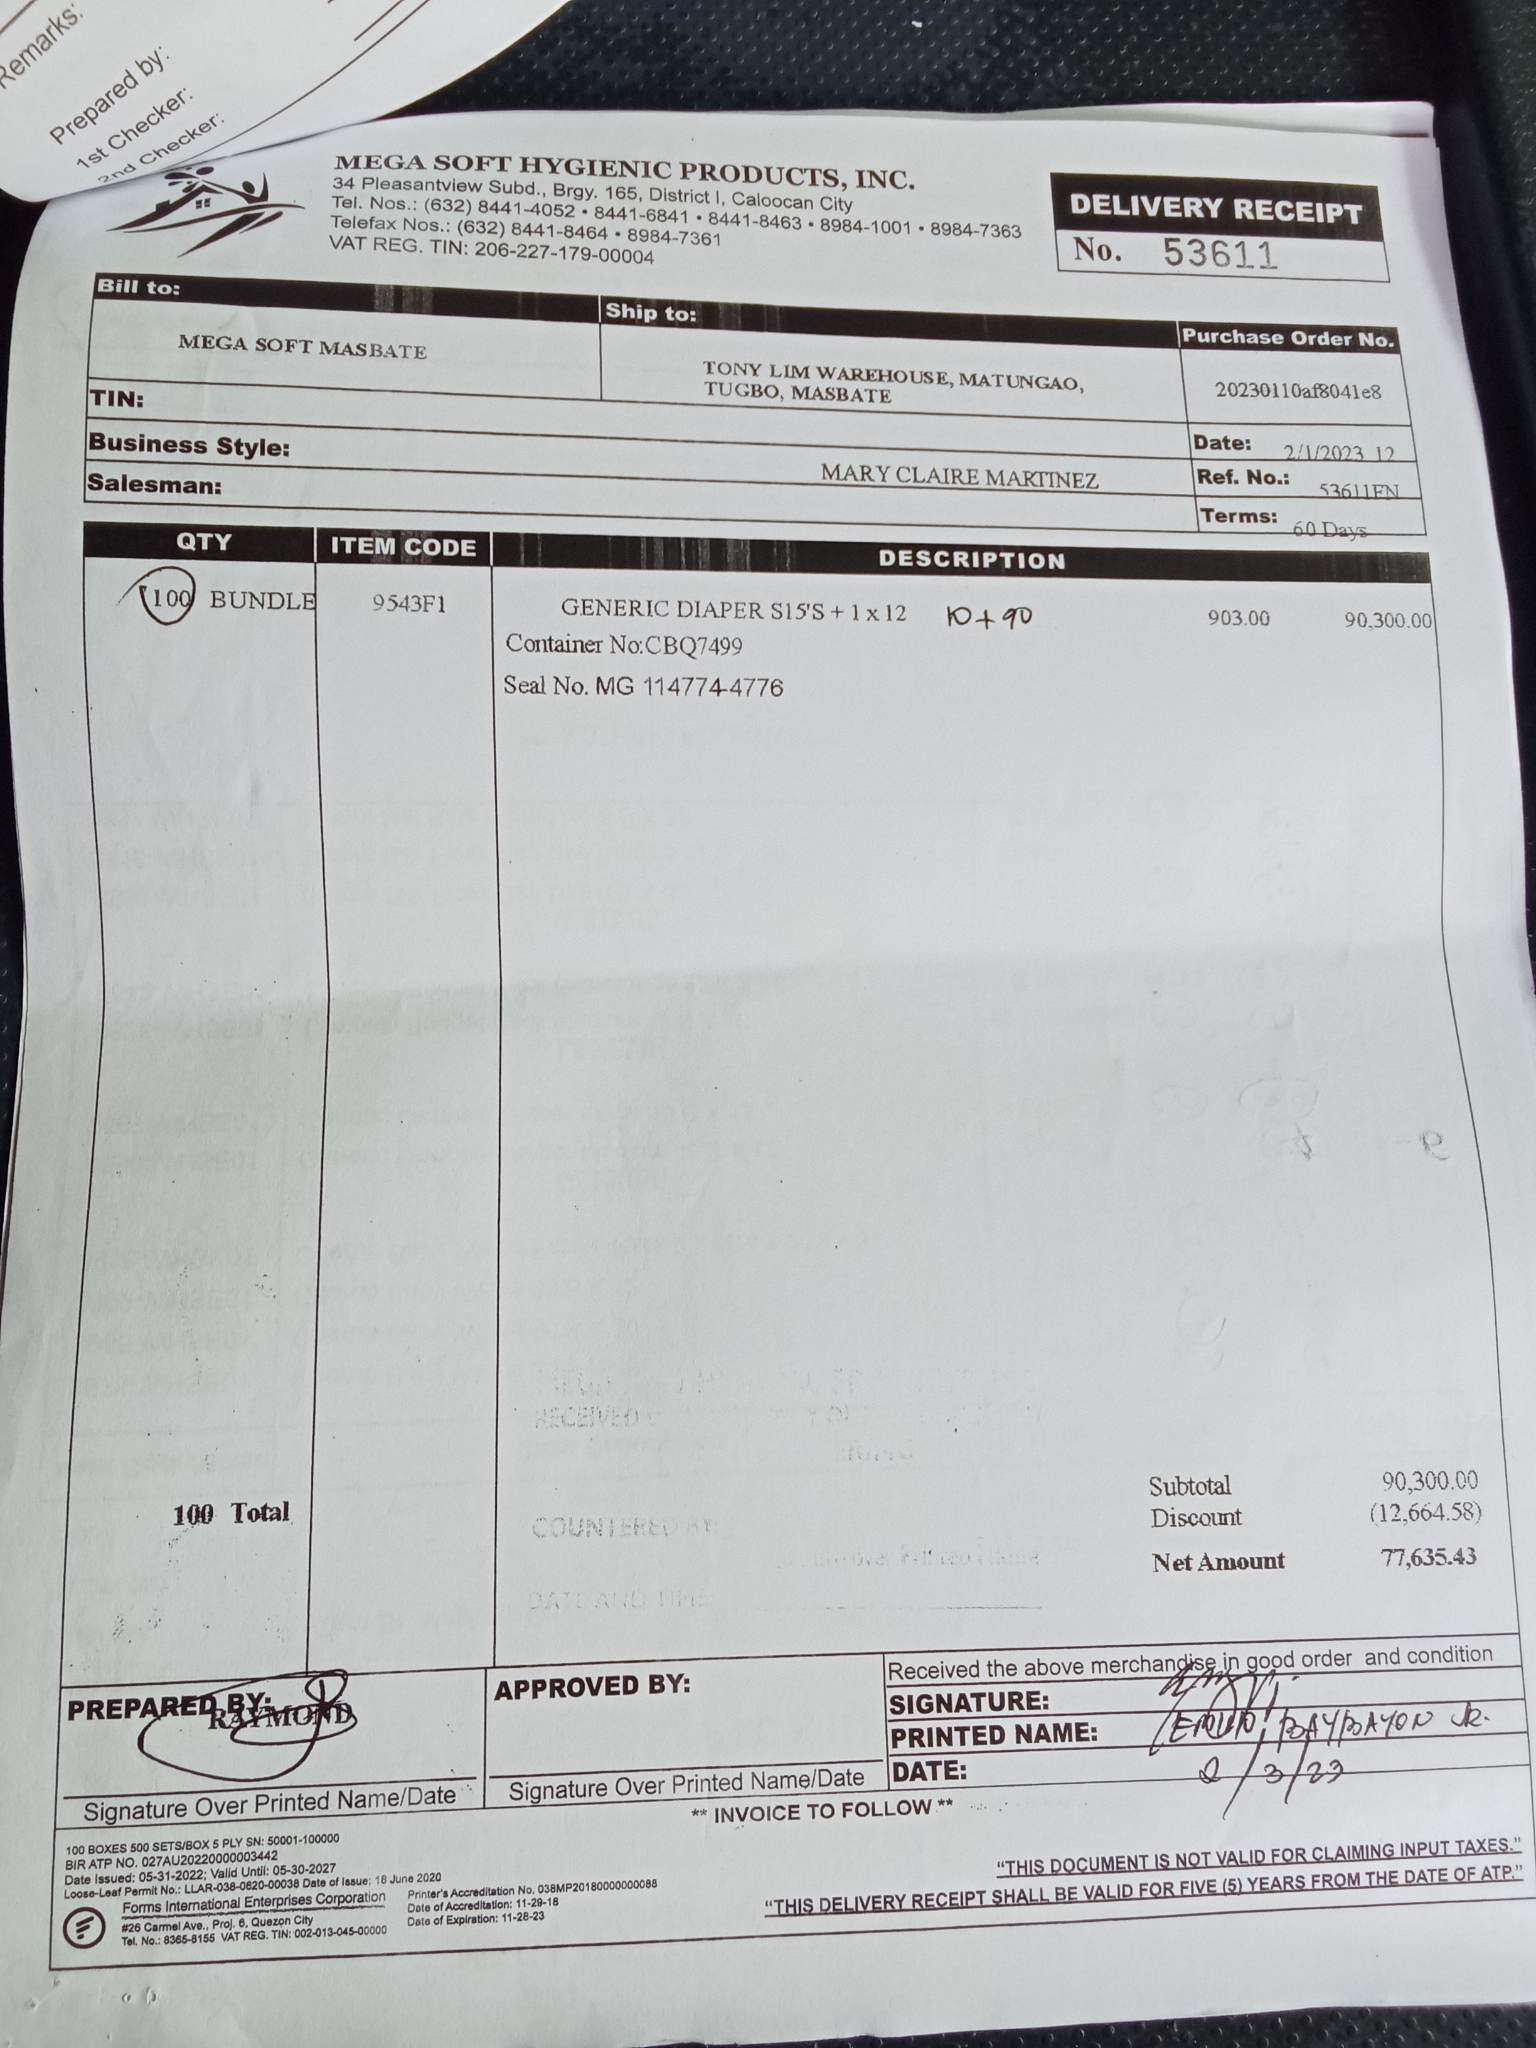 Remarks:
Prepared by:
1st Checker:
2nd Checker:
MEGA SOFT HYGIENIC PRODUCTS, INC.
34 Pleasantview Subd., Brgy. 165, District I, Caloocan City
Tel. Nos.: (632) 8441-4052 • 8441-6841 • 8441-8463 • 8984-1001 • 8984-7363
Telefax Nos.: (632) 8441-8464 • 8984-7361
VAT REG. TIN: 206-227-179-00004
DELIVERY RECEIPT
No. 53611
Bill to:
MEGA SOFT MASBATE
Ship to:
TONY LIM WAREHOUSE, MATUNGAO,
TUGBO, MASBATE
Purchase Order No.
20230110af8041e8
TIN:
Business Style:
Salesman:
MARY CLAIRE MARTINEZ
Date: 2/1/2023 12
Ref. No.: 53611FN
Terms: 60 Days
QTY ITEM CODE DESCRIPTION
100 BUNDLE 9543F1 GENERIC DIAPER S15'S + 1 x 12 10+90 903.00 90,300.00
Container No:CBQ7499
Seal No. MG 114774-4776
RECEIVED
COUNTERED BY:
DATE AND TIME
100 Total
Subtotal 90,300.00
Discount (12,664.58)
Net Amount 77,635.43
PREPARED BY:
RAYMOND
Signature Over Printed Name/Date
APPROVED BY:
Signature Over Printed Name/Date
Received the above merchandise in good order and condition
SIGNATURE:
PRINTED NAME: BAYBAYON JR.
DATE: 2/3/23
** INVOICE TO FOLLOW **
100 BOXES 500 SETS/BOX 5 PLY SN: 50001-100000
BIR ATP NO. 027AU20220000003442
Date Issued: 05-31-2022; Valid Until: 05-30-2027
Loose-Leaf Permit No.: LLAR-038-0620-00038 Date of Issue: 16 June 2020
Forms International Enterprises Corporation
#26 Carmel Ave., Proj. 6, Quezon City
Tel. No.: 8365-8155 VAT REG. TIN: 002-013-045-00000
Printer's Accreditation No. 038MP20180000000088
Date of Accreditation: 11-29-18
Date of Expiration: 11-28-23
"THIS DOCUMENT IS NOT VALID FOR CLAIMING INPUT TAXES."
"THIS DELIVERY RECEIPT SHALL BE VALID FOR FIVE (5) YEARS FROM THE DATE OF ATP."